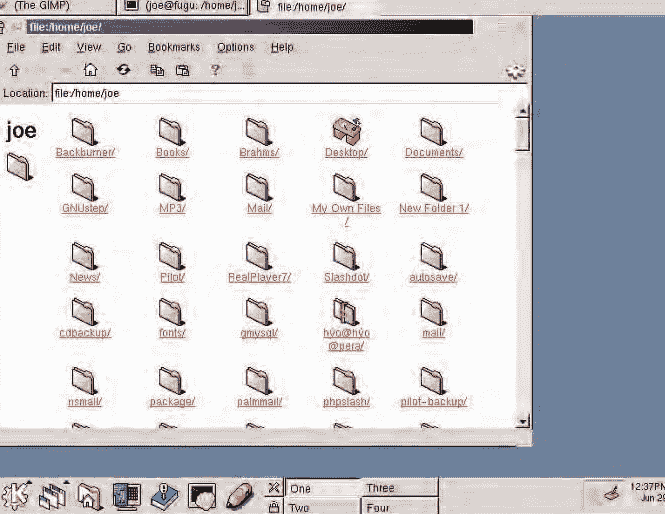 (The GIMP)
(joe@fugu: /home/j...
file:/home/joe/
file:/home/joe/
File Edit View Go Bookmarks Options Help
?
Location: file:/home/joe
joe
Backburner/ Books/ Brahms/ Desktop/ Documents/
GNUstep/ MP3/ Mail/ My Own Files New Folder 1/
/
News/ Pilot/ RealPlayer7/ Slashdot/ autosave/
cdbackup/ fonts/ gmysql/ hyo@hyo mail/
@pera/
nsmail/ package/ palmmail/ phpslash/ pilot-backup/
K
One Three
Two Four
12:37PM
Jun 29